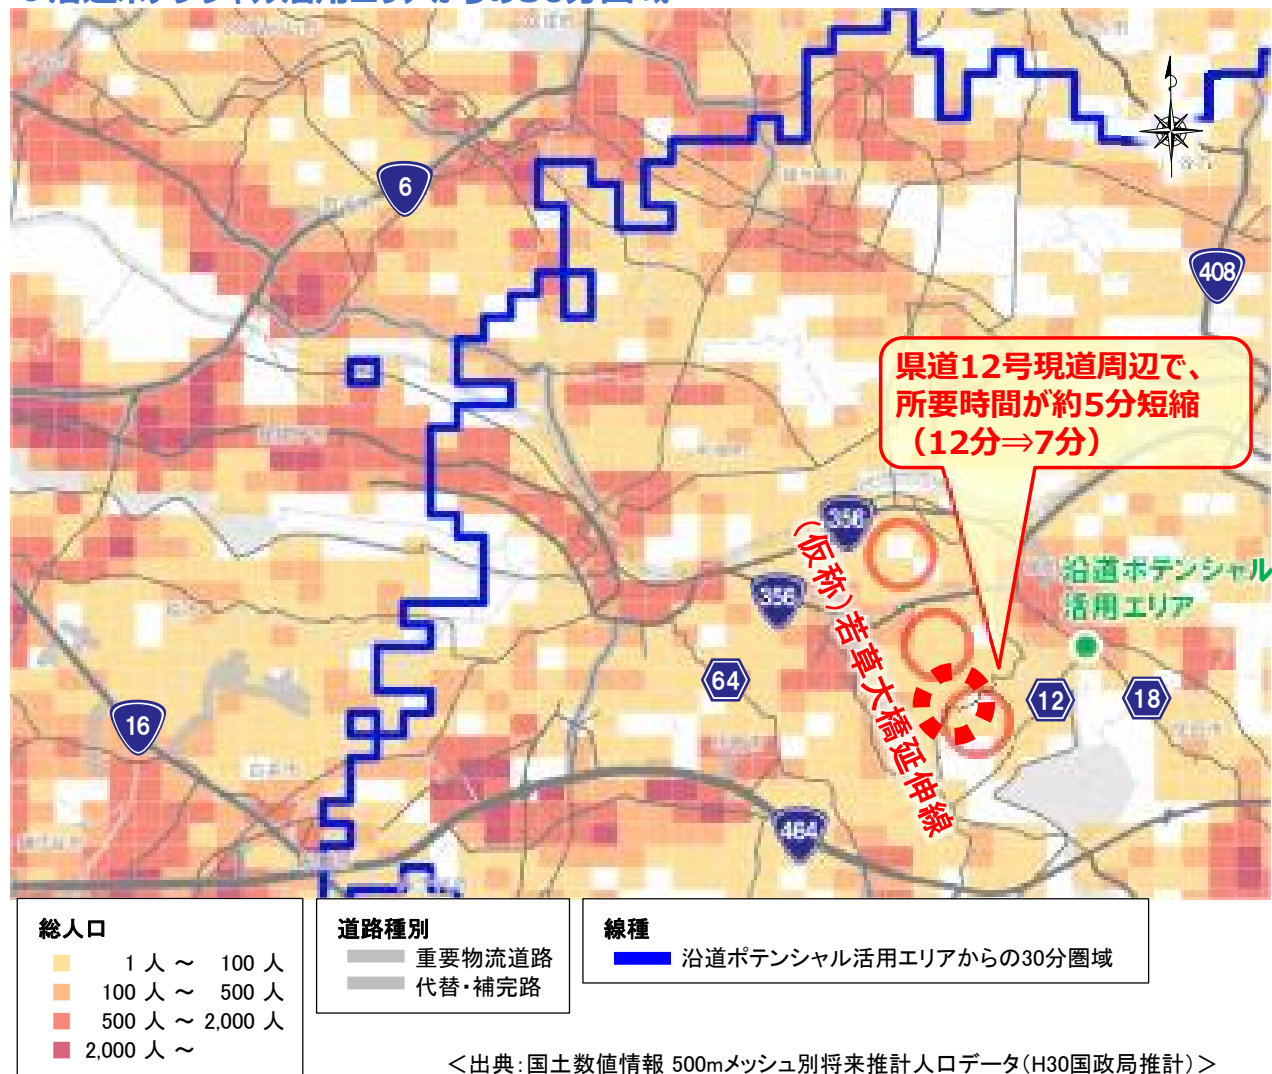 6
408
県道12号現道周辺で、
所要時間が約5分短縮
（12分⇒7分）
356
356
(仮称)若草大橋延伸線
沿道ポテンシャル
活用エリア
64
12
18
16
464
総人口
1 人 ～ 100 人
100 人 ～ 500 人
500 人 ～ 2,000 人
2,000 人 ～
道路種別
重要物流道路
代替・補完路
線種
沿道ポテンシャル活用エリアからの30分圏域
＜出典：国土数値情報 500mメッシュ別将来推計人口データ(H30国政局推計)＞